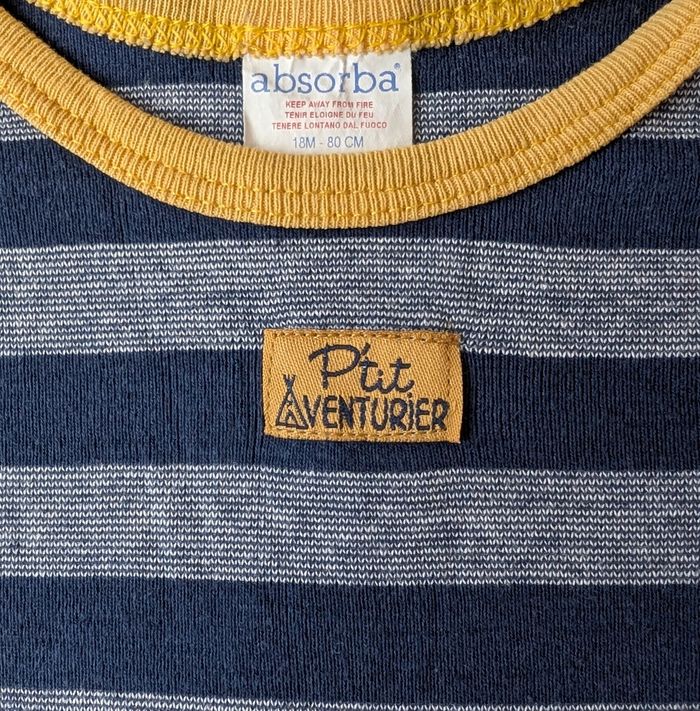 absorba®
KEEP AWAY FROM FIRE
TENIR ELOIGNE DU FEU
TENERE LONTANO DAL FUOCO
18M - 80 CM
P'tit
AVENTURIER